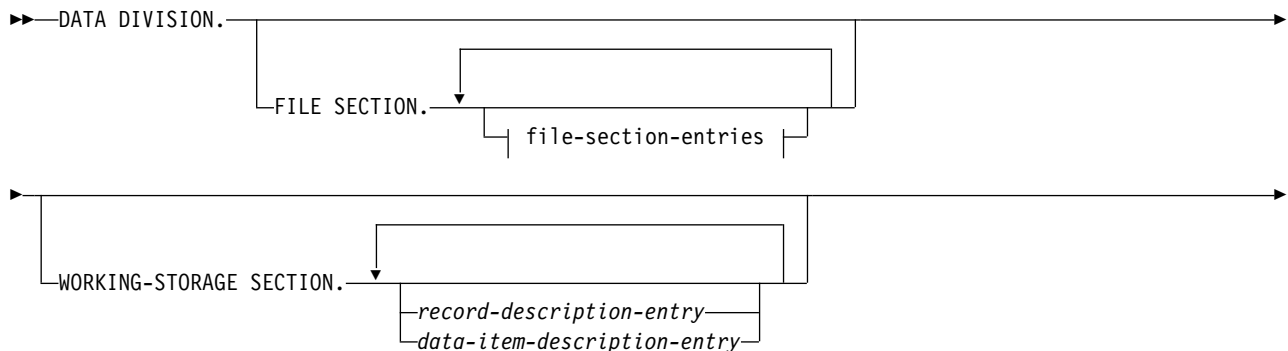 DATA DIVISION.
FILE SECTION.
file-section-entries
WORKING-STORAGE SECTION.
record-description-entry
data-item-description-entry